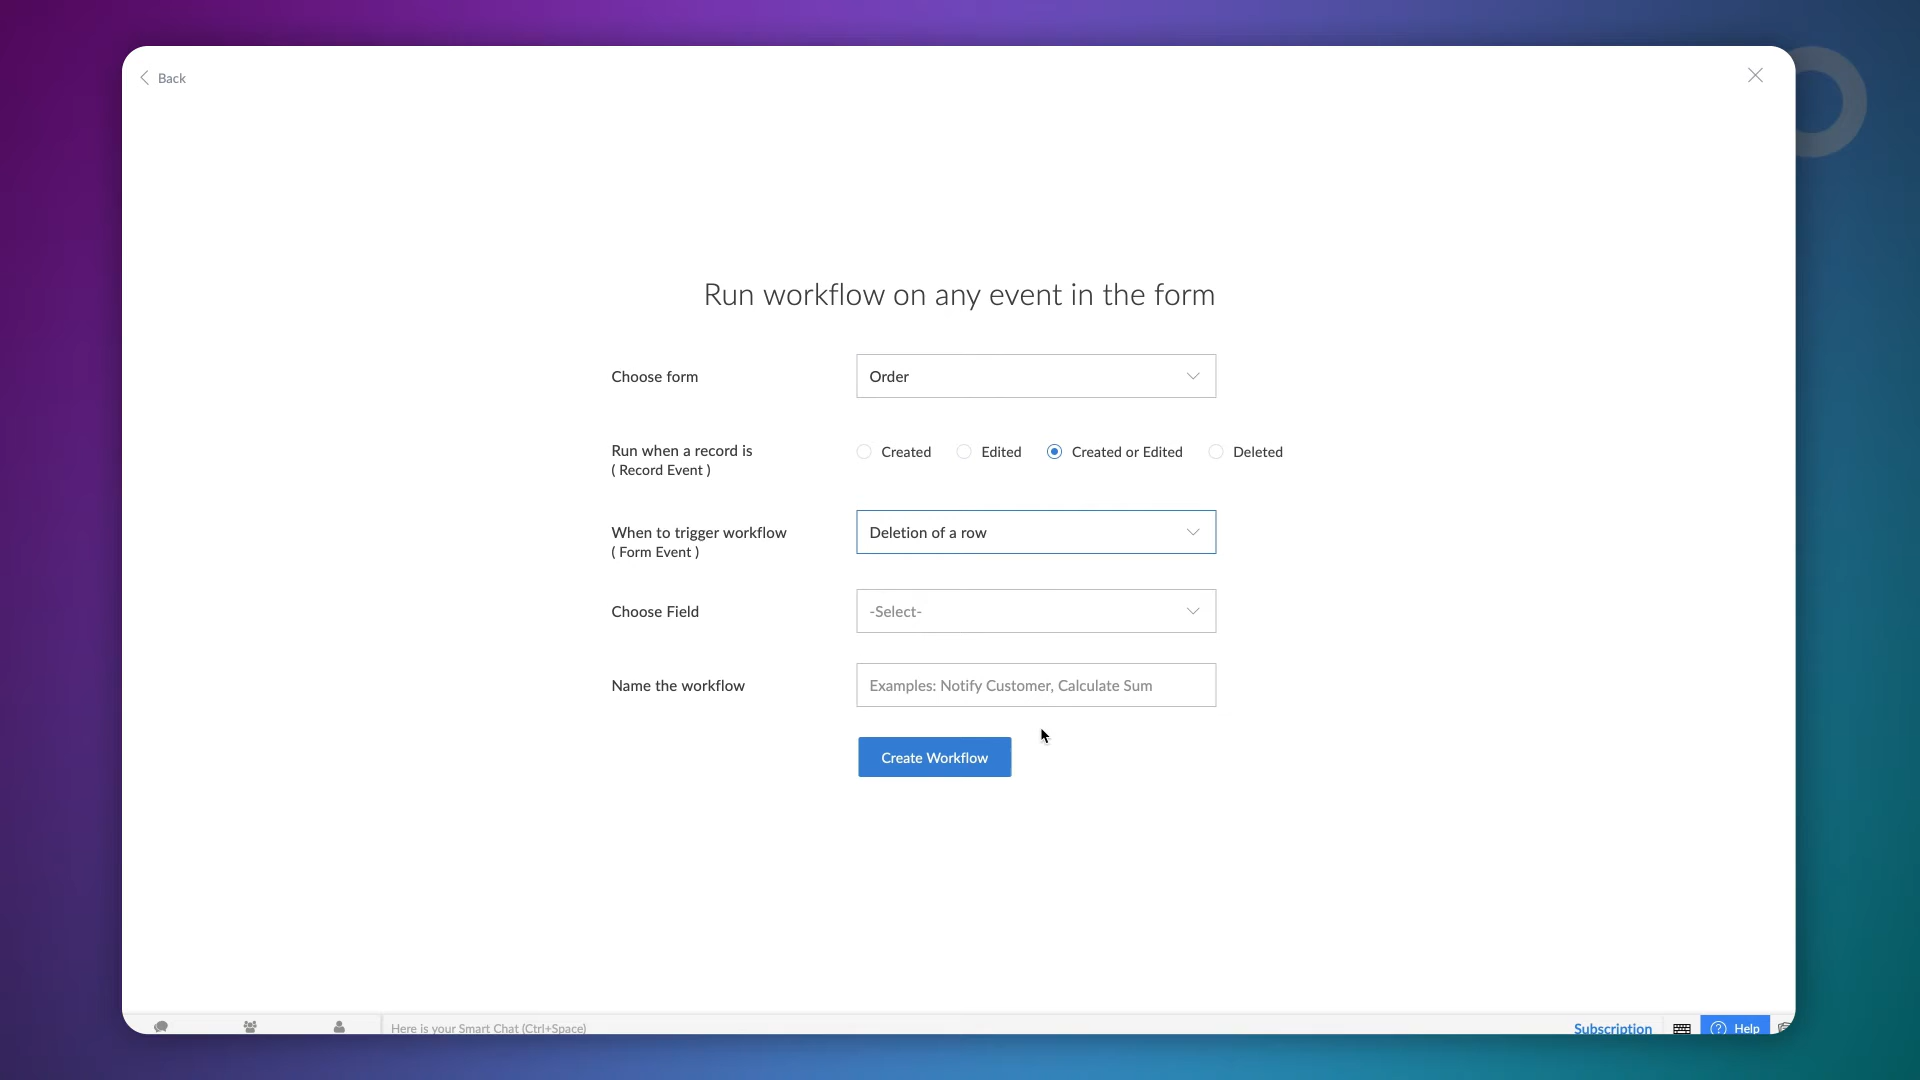 Back
Run workflow on any event in the form
Choose form
Order
Run when a record is
( Record Event )
Created
Edited
Created or Edited
Deleted
When to trigger workflow
( Form Event )
Deletion of a row
Choose Field
-Select-
Name the workflow
Examples: Notify Customer, Calculate Sum
Create Workflow
Here is your Smart Chat (Ctrl+Space)
Subscription
? Help